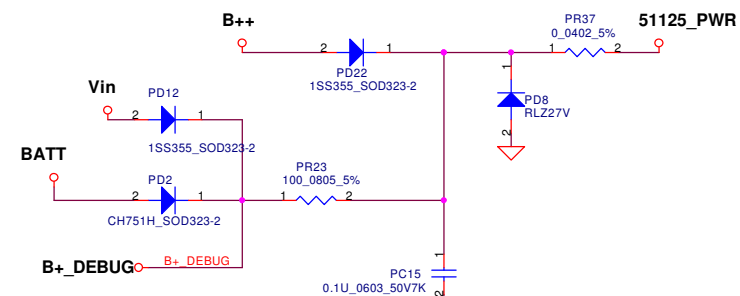 B++
PR37
0_0402_5%
51125_PWR
2
1
1
2
PD22
1SS355_SOD323-2
1
PD8
RLZ27V
2
Vin
PD12
2
1
1SS355_SOD323-2
BATT
PD2
2
1
CH751H_SOD323-2
PR23
100_0805_5%
1
2
B+_DEBUG
B+_DEBUG
1
PC15
0.1U_0603_50V7K
2